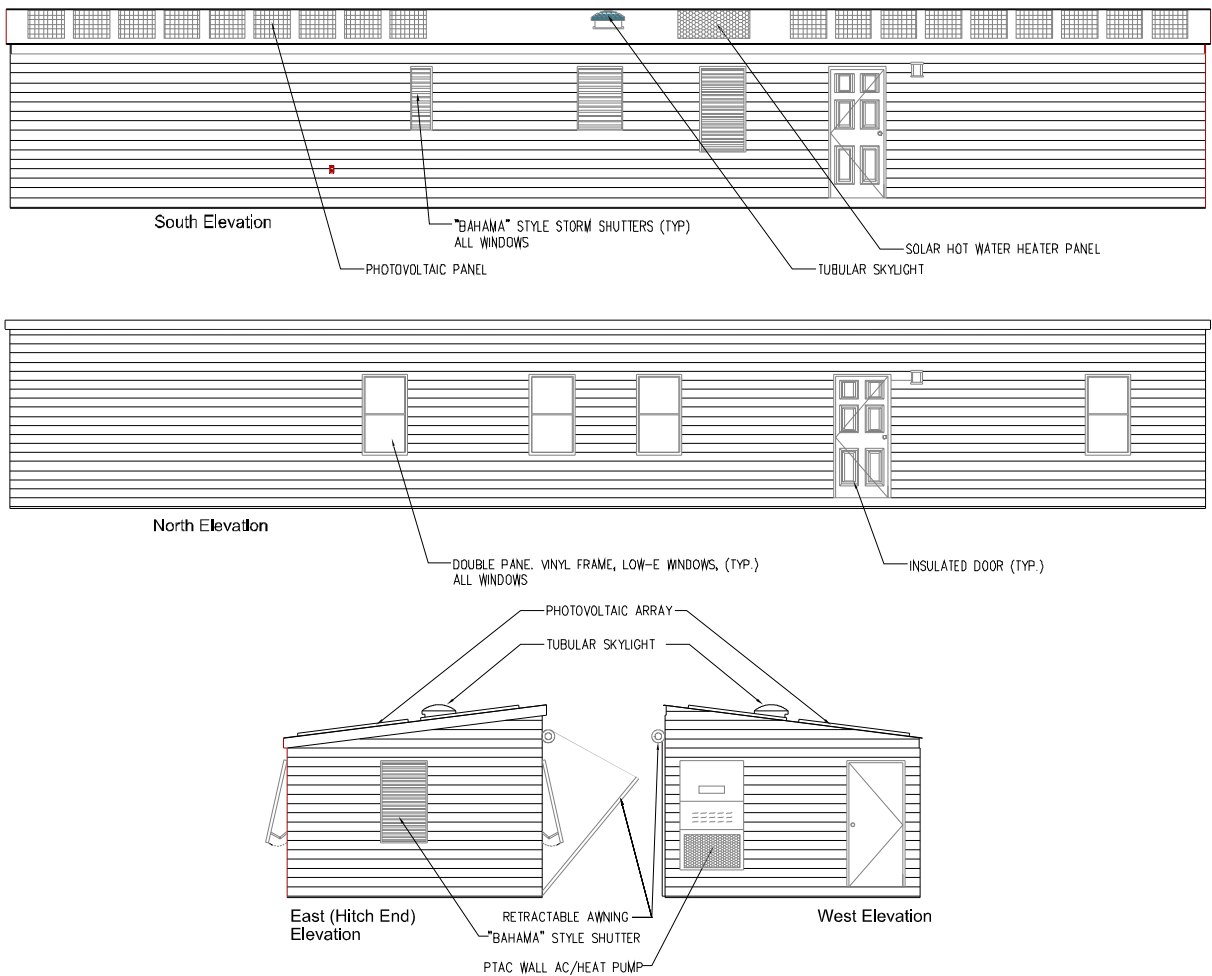 South Elevation
"BAHAMA" STYLE STORM SHUTTERS (TYP)
ALL WINDOWS
SOLAR HOT WATER HEATER PANEL
PHOTOVOLTAIC PANEL
TUBULAR SKYLIGHT
North Elevation
DOUBLE PANE. VINYL FRAME, LOW-E WINDOWS, (TYP.)
ALL WINDOWS
INSULATED DOOR (TYP.)
PHOTOVOLTAIC ARRAY
TUBULAR SKYLIGHT
East (Hitch End)
Elevation
RETRACTABLE AWNING
"BAHAMA" STYLE SHUTTER
PTAC WALL AC/HEAT PUMP
West Elevation